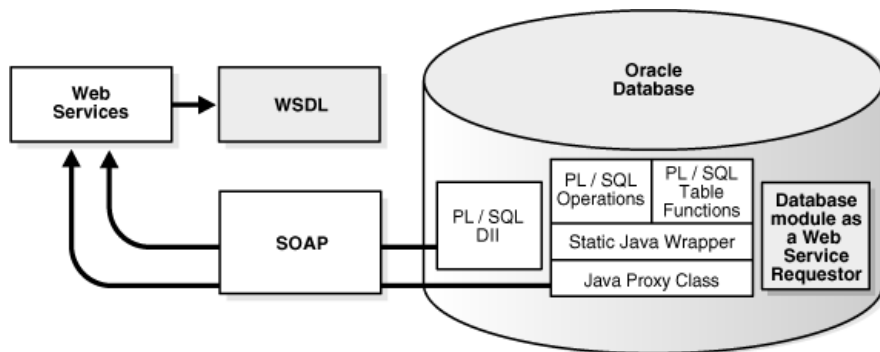 Oracle
Database
Web
Services
WSDL
SOAP
PL / SQL
DII
PL / SQL
Operations
PL / SQL
Table
Functions
Static Java Wrapper
Java Proxy Class
Database
module as
a Web
Service
Requestor